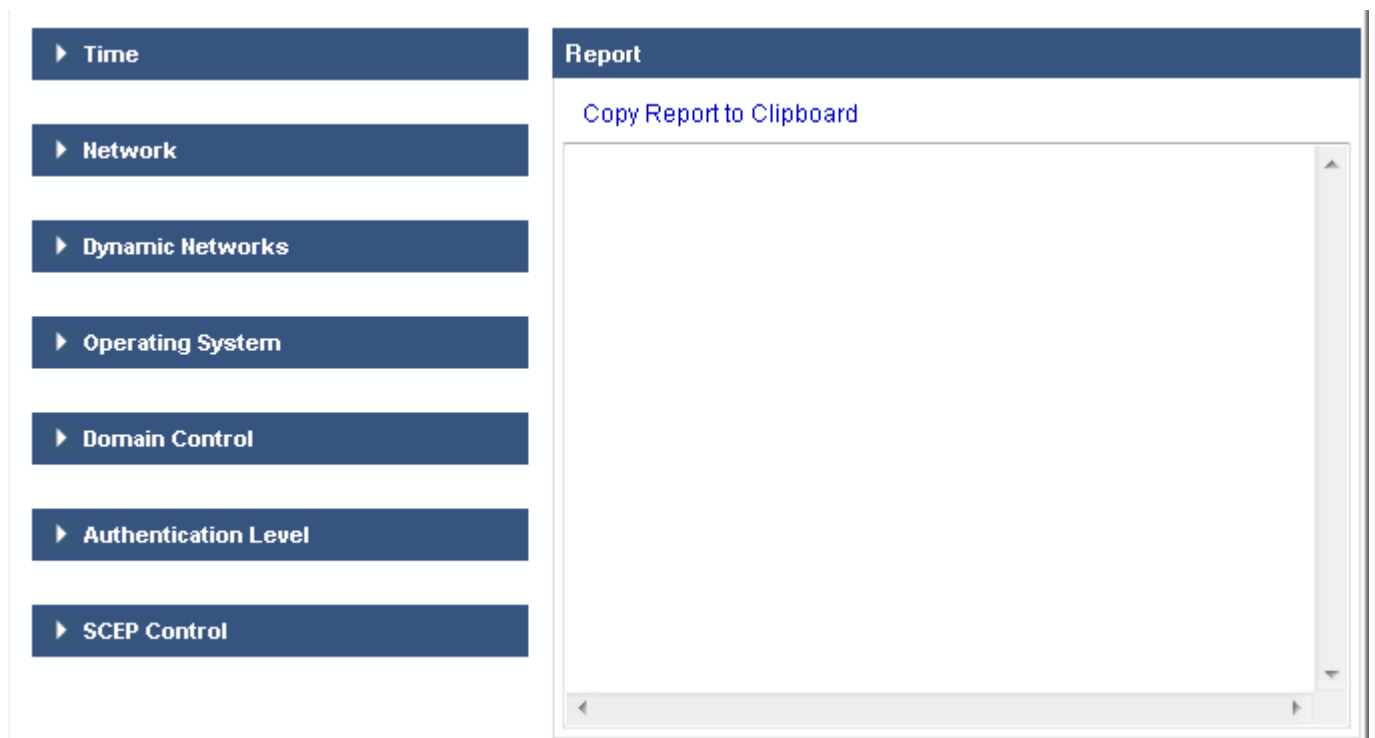 Time
Network
Dynamic Networks
Operating System
Domain Control
Authentication Level
SCEP Control
Report
Copy Report to Clipboard